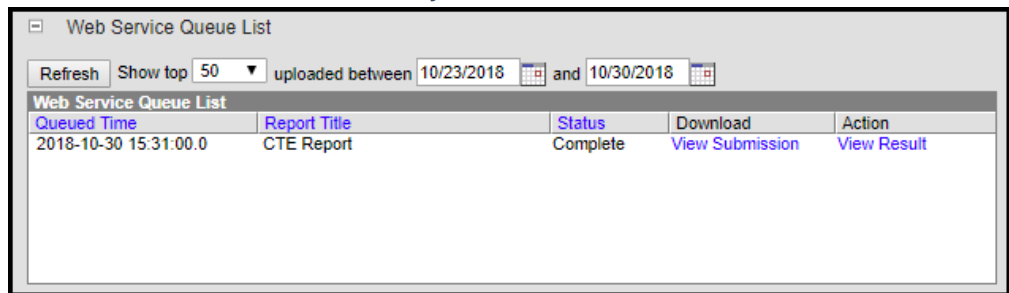 Web Service Queue List
Refresh Show top 50 uploaded between 10/23/2018 and 10/30/2018
Web Service Queue List
Queued Time Report Title Status Download Action
2018-10-30 15:31:00.0 CTE Report Complete View Submission View Result